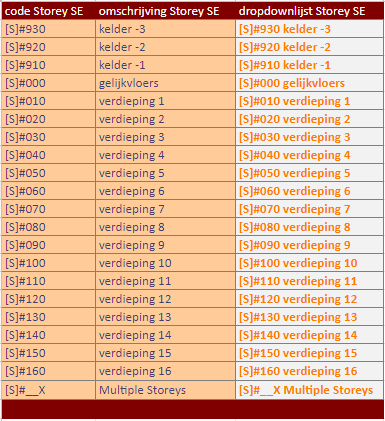 code Storey SE omschrijving Storey SE dropdownlijst Storey SE
[S]#930 kelder -3 [S]#930 kelder -3
[S]#920 kelder -2 [S]#920 kelder -2
[S]#910 kelder -1 [S]#910 kelder -1
[S]#000 gelijkvloers [S]#000 gelijkvloers
[S]#010 verdieping 1 [S]#010 verdieping 1
[S]#020 verdieping 2 [S]#020 verdieping 2
[S]#030 verdieping 3 [S]#030 verdieping 3
[S]#040 verdieping 4 [S]#040 verdieping 4
[S]#050 verdieping 5 [S]#050 verdieping 5
[S]#060 verdieping 6 [S]#060 verdieping 6
[S]#070 verdieping 7 [S]#070 verdieping 7
[S]#080 verdieping 8 [S]#080 verdieping 8
[S]#090 verdieping 9 [S]#090 verdieping 9
[S]#100 verdieping 10 [S]#100 verdieping 10
[S]#110 verdieping 11 [S]#110 verdieping 11
[S]#120 verdieping 12 [S]#120 verdieping 12
[S]#130 verdieping 13 [S]#130 verdieping 13
[S]#140 verdieping 14 [S]#140 verdieping 14
[S]#150 verdieping 15 [S]#150 verdieping 15
[S]#160 verdieping 16 [S]#160 verdieping 16
[S]#__X Multiple Storeys [S]#__X Multiple Storeys